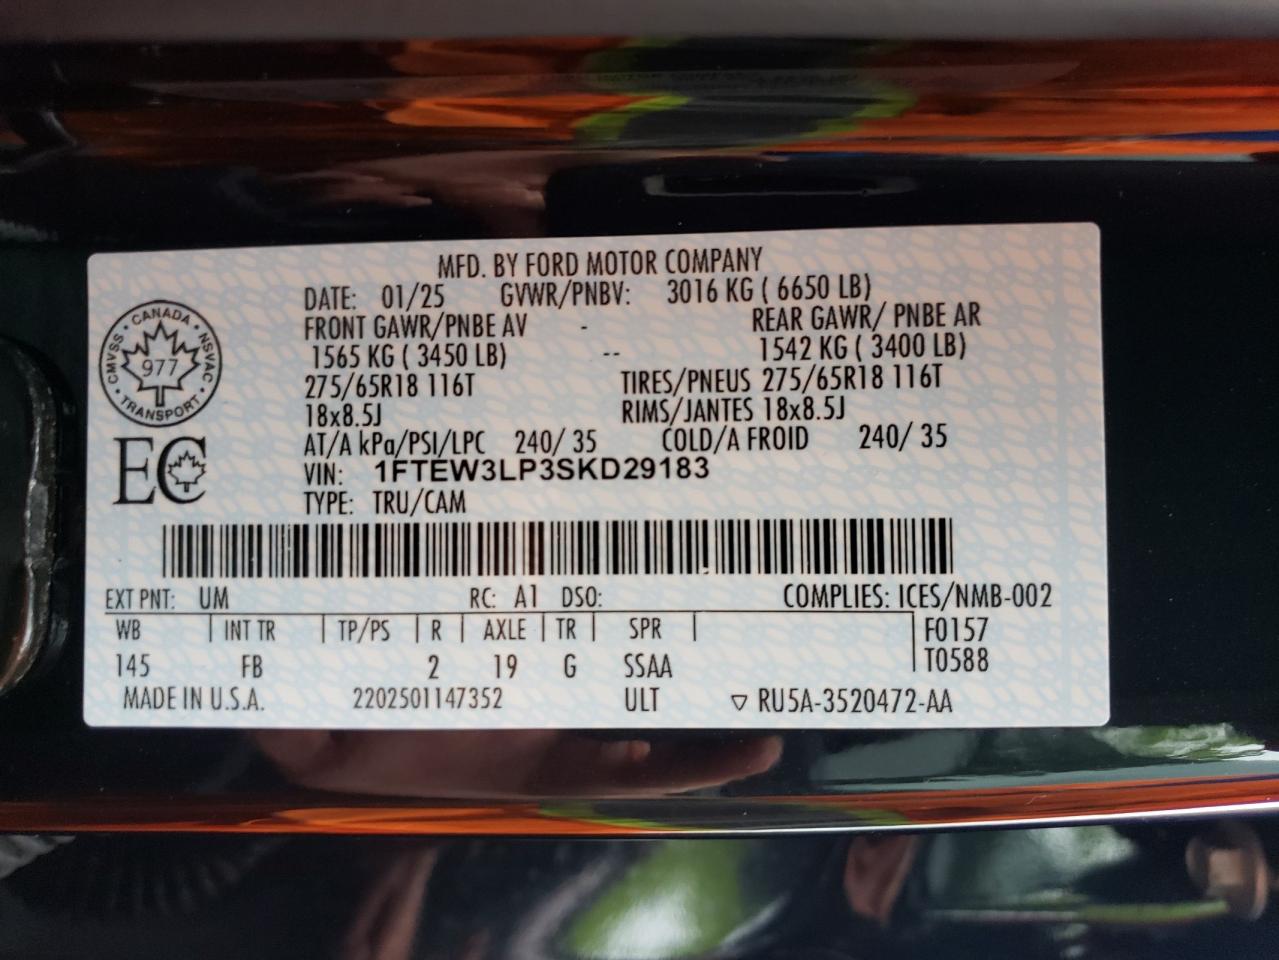 MFD. BY FORD MOTOR COMPANY
DATE: 01/25 GVWR/PNBV: 3016 KG ( 6650 LB)
FRONT GAWR/PNBE AV - REAR GAWR/ PNBE AR
1565 KG ( 3450 LB) -- 1542 KG ( 3400 LB)
275/65R18 116T TIRES/PNEUS 275/65R18 116T
18x8.5J RIMS/JANTES 18x8.5J
AT/A kPa/PSI/LPC 240/ 35 COLD/A FROID 240/ 35
VIN: 1FTEW3LP3SKD29183
TYPE: TRU/CAM
CANADA
CMVSS NSVAC
977
TRANSPORT
EC
EXT PNT: UM RC: A1 DSO: COMPLIES: ICES/NMB-002
WB | INT TR | TP/PS | R | AXLE | TR | SPR | F0157
145 FB 2 19 G SSAA T0588
MADE IN U.S.A. 2202501147352 ULT ▽ RU5A-3520472-AA